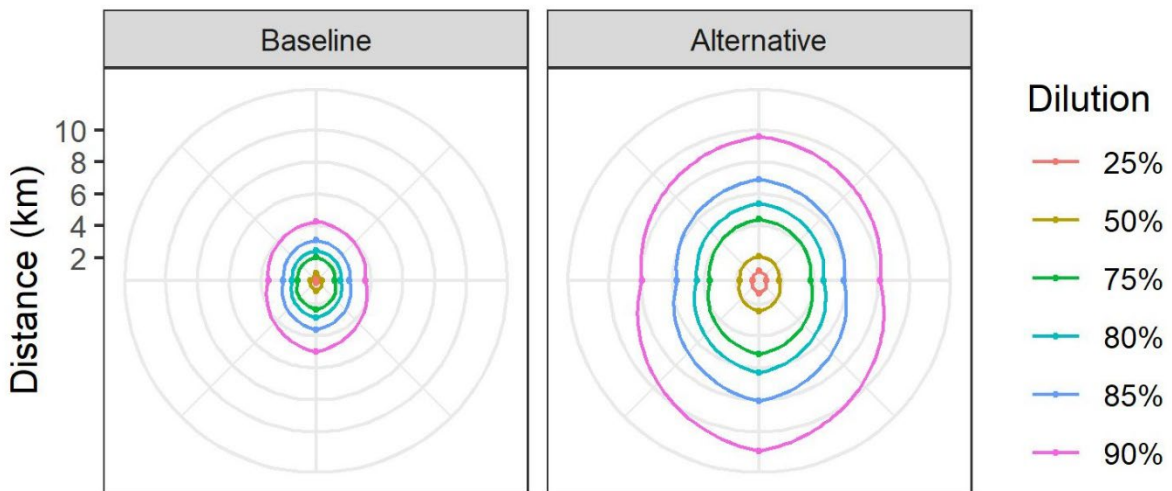 Baseline
Alternative
Distance (km)
10
8
6
4
2
Dilution
25%
50%
75%
80%
85%
90%